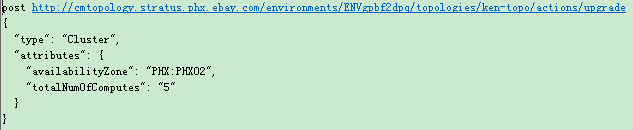 post http://cmtopology.stratus.phx.ebay.com/environments/ENVgpbf2dpq/topologies/ken-topo/actions/upgrade
{
"type": "Cluster",
"attributes": {
"availabilityZone": "PHX:PHX02",
"totalNumOfComputes": "5"
}
}